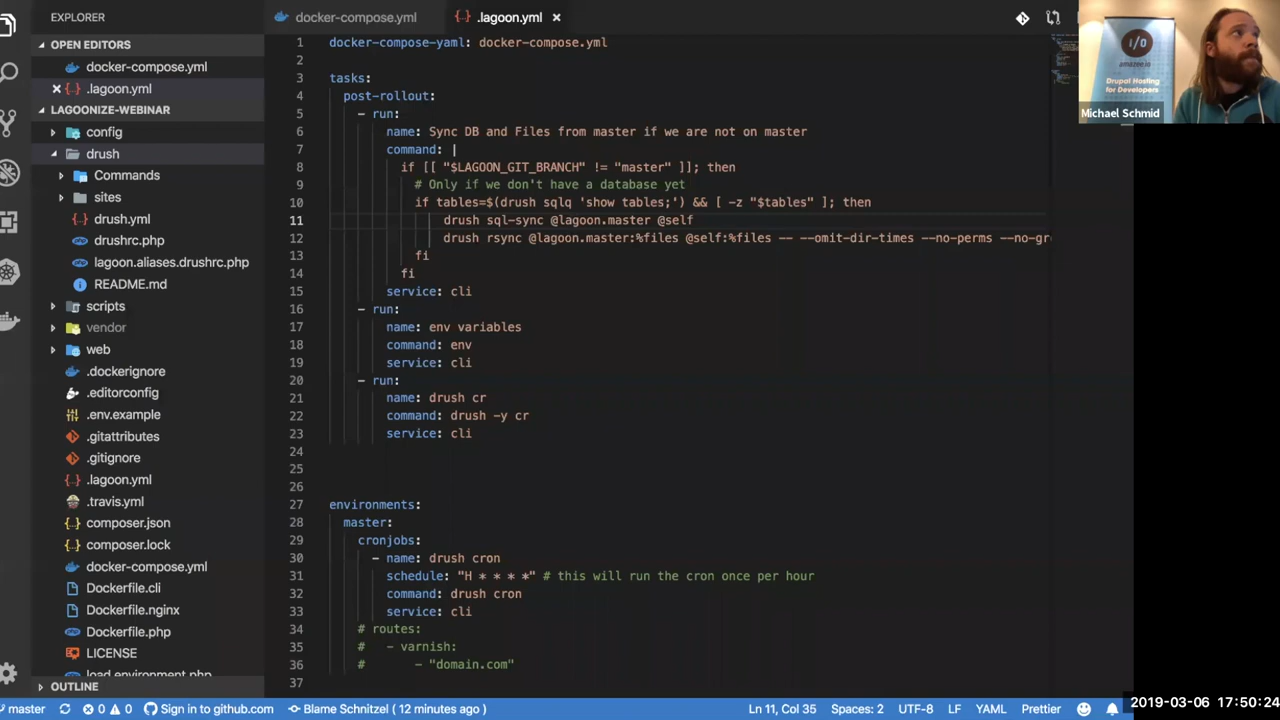 EXPLORER
OPEN EDITORS
docker-compose.yml
.lagoon.yml
LAGOONIZE-WEBINAR
config
drush
Commands
sites
drush.yml
drushrc.php
lagoon.aliases.drushrc.php
README.md
scripts
vendor
web
.dockerignore
.editorconfig
.env.example
.gitattributes
.gitignore
.lagoon.yml
.travis.yml
composer.json
composer.lock
docker-compose.yml
Dockerfile.cli
Dockerfile.nginx
Dockerfile.php
LICENSE
load.environment.php
OUTLINE
docker-compose.yml
.lagoon.yml
1 docker-compose-yaml: docker-compose.yml
2
3 tasks:
4 post-rollout:
5 - run:
6 name: Sync DB and Files from master if we are not on master
7 command: |
8 if [[ "$LAGOON_GIT_BRANCH" != "master" ]]; then
9 # Only if we don't have a database yet
10 if tables=$(drush sqlq 'show tables;') && [ -z "$tables" ]; then
11 drush sql-sync @lagoon.master @self
12 drush rsync @lagoon.master:%files @self:%files -- --omit-dir-times --no-perms --no-gr
13 fi
14 fi
15 service: cli
16 - run:
17 name: env variables
18 command: env
19 service: cli
20 - run:
21 name: drush cr
22 command: drush -y cr
23 service: cli
24
25
26
27 environments:
28 master:
29 cronjobs:
30 - name: drush cron
31 schedule: "H * * * *" # this will run the cron once per hour
32 command: drush cron
33 service: cli
34 # routes:
35 # - varnish:
36 # - "domain.com"
37
I/O
amazee.io
Drupal Hosting
for Developers
Michael Schmid
master
0
0
Sign in to github.com
Blame Schnitzel ( 12 minutes ago )
Ln 11, Col 35
Spaces: 2
UTF-8
LF
YAML
Prettier
2019-03-06 17:50:24